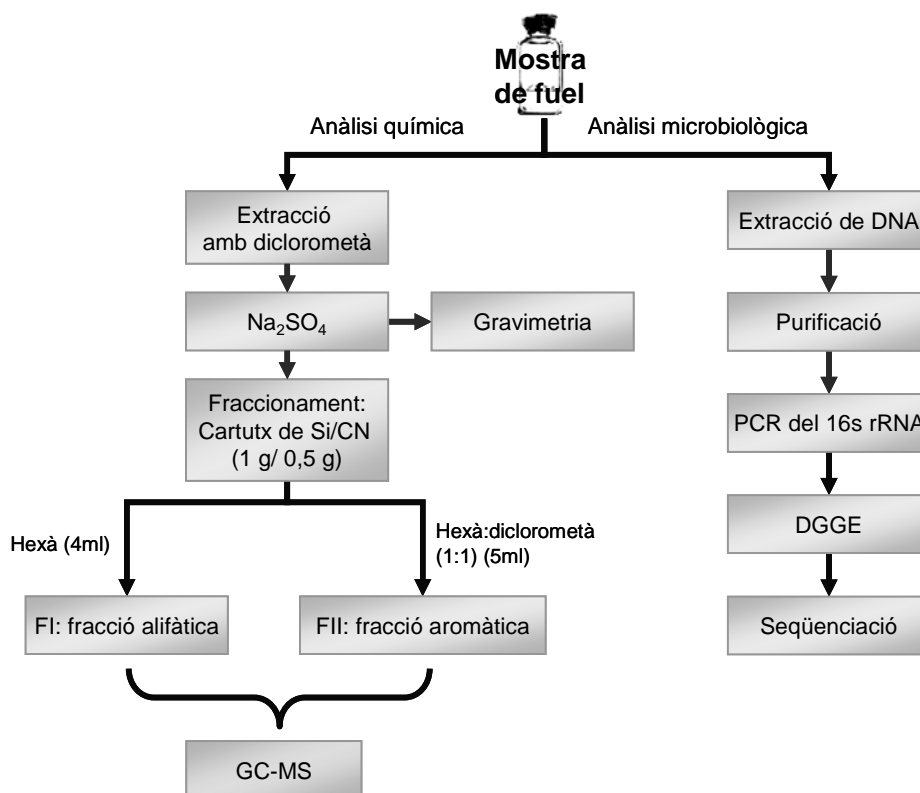 Mostra
de fuel
Anàlisi química
Anàlisi microbiològica
Extracció
amb diclorometà
Na₂SO₄
Gravimetria
Fraccionament:
Cartutx de Si/CN
(1 g/ 0,5 g)
Hexà (4ml)
Hexà:diclorometà
(1:1) (5ml)
FI: fracció alifàtica
FII: fracció aromàtica
GC-MS
Extracció de DNA
Purificació
PCR del 16s rRNA
DGGE
Seqüenciació